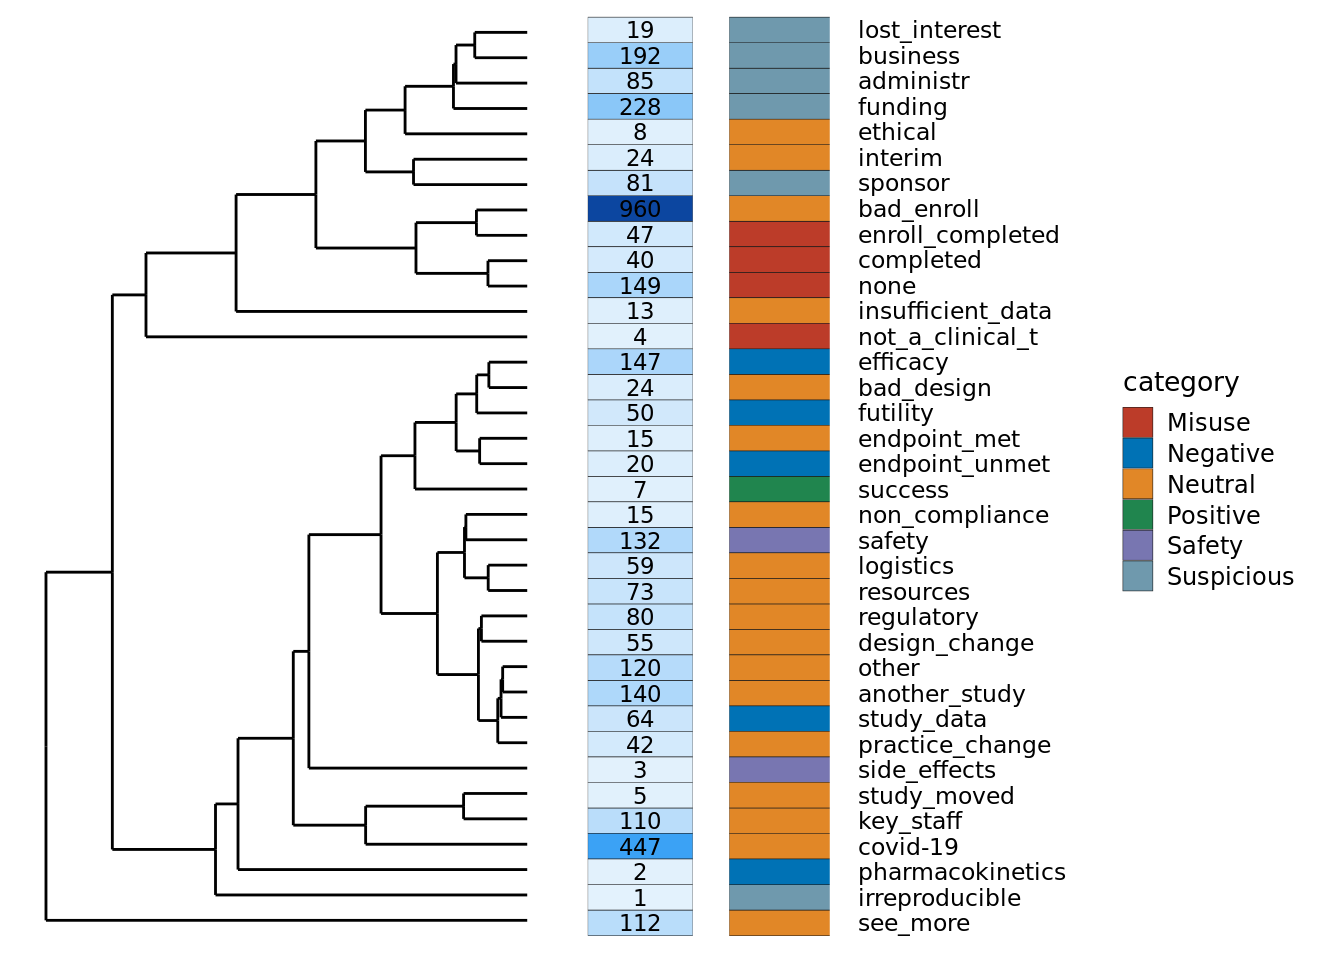 19 lost_interest
192 business
85 administr
228 funding
8 ethical
24 interim
81 sponsor
960 bad_enroll
47 enroll_completed
40 completed
149 none
13 insufficient_data
4 not_a_clinical_t
147 efficacy
24 bad_design
50 futility
15 endpoint_met
20 endpoint_unmet
7 success
15 non_compliance
132 safety
59 logistics
73 resources
80 regulatory
55 design_change
120 other
140 another_study
64 study_data
42 practice_change
3 side_effects
5 study_moved
110 key_staff
447 covid-19
2 pharmacokinetics
1 irreproducible
112 see_more
category
Misuse
Negative
Neutral
Positive
Safety
Suspicious